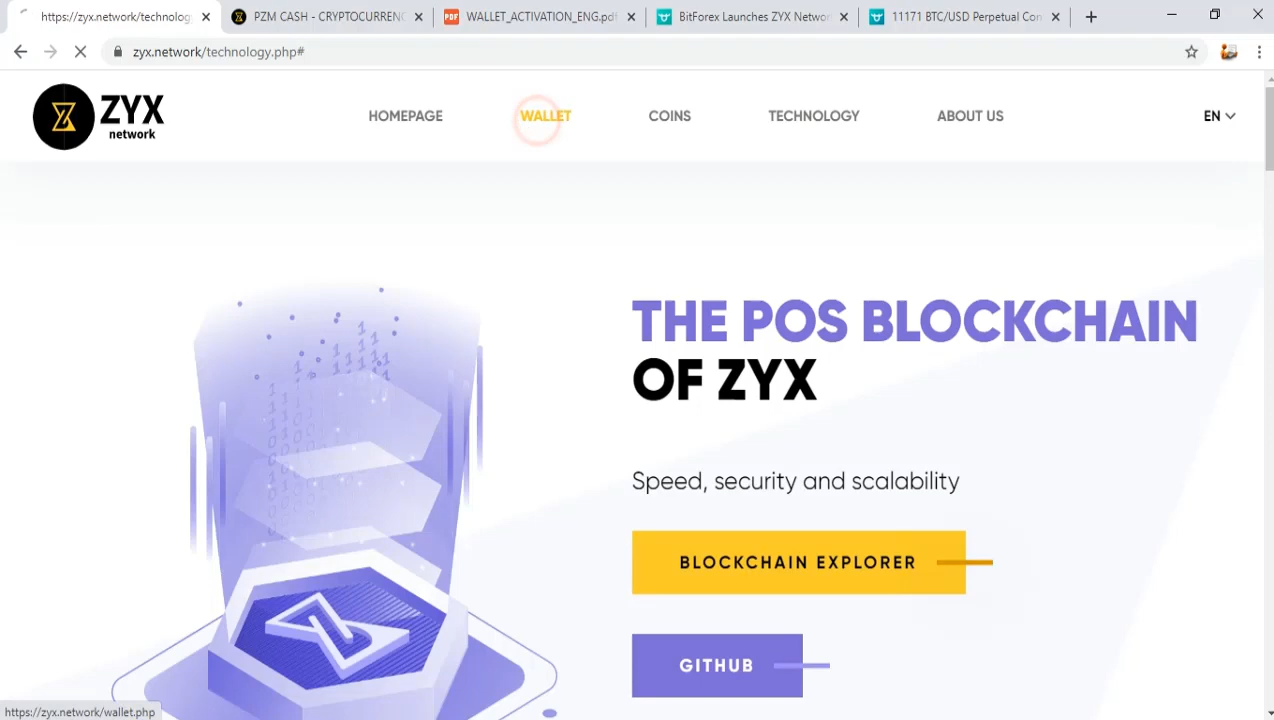 https://zyx.network/technolog
PZM CASH - CRYPTOCURRENC
PDF
WALLET_ACTIVATION_ENG.pdf
BitForex Launches ZYX Networ
11171 BTC/USD Perpetual Con
zyx.network/technology.php#
ZYX
network
HOMEPAGE
WALLET
COINS
TECHNOLOGY
ABOUT US
EN
THE POS BLOCKCHAIN
OF ZYX
Speed, security and scalability
BLOCKCHAIN EXPLORER
GITHUB
https://zyx.network/wallet.php